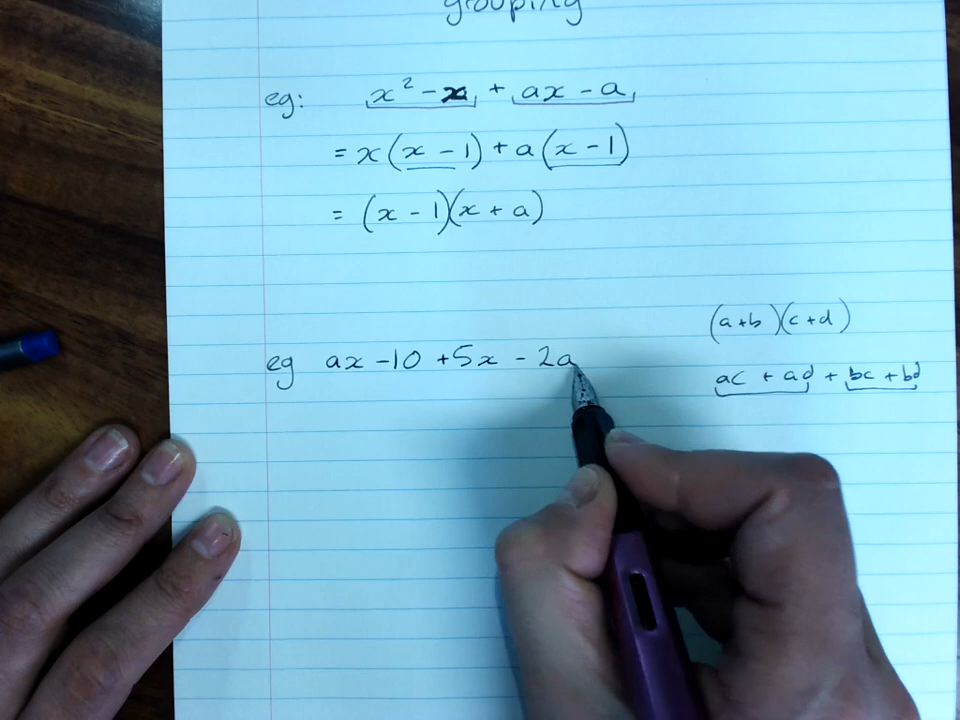 grouping
eg: x² - x + ax - a
= x(x - 1) + a(x - 1)
= (x - 1)(x + a)
(a+b)(c+d)
eg ax - 10 + 5x - 2a
ac + ad + bc + bd